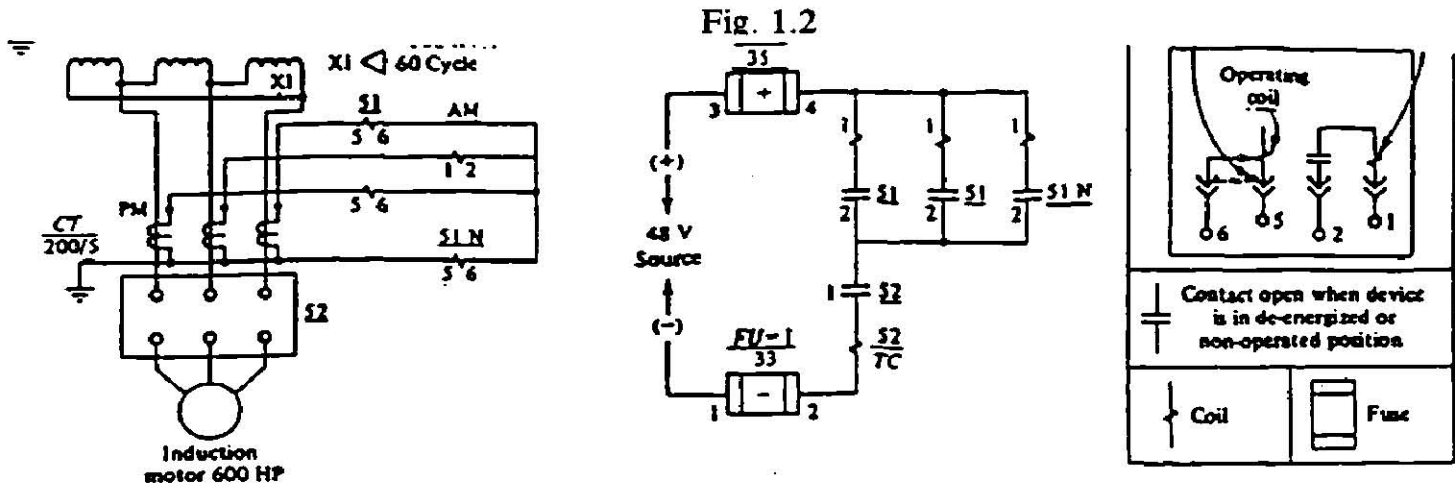 Fig. 1.2
X1 60 Cycle
X1
51
AM
5 6
1 2
5 6
PM
CT
200/5
51 N
5 6
52
Induction
motor 600 HP
35
3 + 4
(+)
48 V
Source
(-)
1 1 1
2 51 2 51 2 51 N
1 52
52
TC
FU-1
33
1 - 2
Operating
coil
6 5 2 1
Contact open when device
is in de-energized or
non-operated position
Coil
Fuse